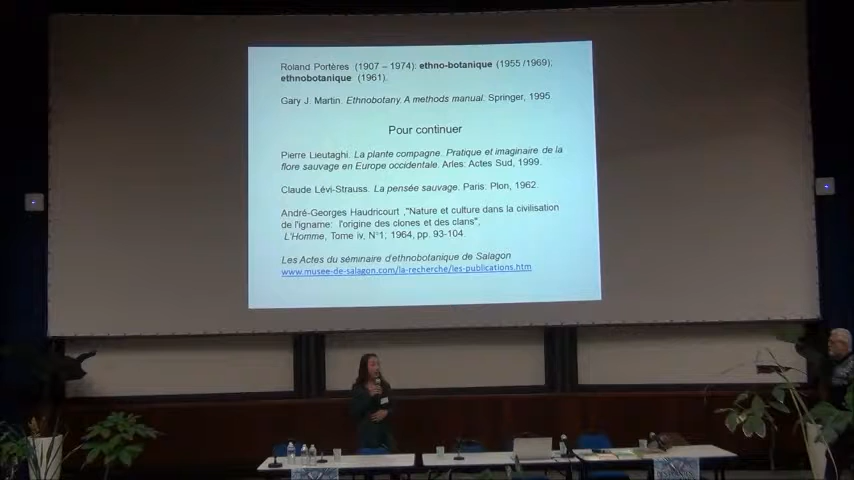 Roland Portères (1907 – 1974): ethno-botanique (1955 /1969);
ethnobotanique (1961).
Gary J. Martin. Ethnobotany. A methods manual. Springer, 1995.
Pour continuer
Pierre Lieutaghi. La plante compagne. Pratique et imaginaire de la
flore sauvage en Europe occidentale. Arles: Actes Sud, 1999.
Claude Lévi-Strauss. La pensée sauvage. Paris: Plon, 1962.
André-Georges Haudricourt ,"Nature et culture dans la civilisation
de l'igname: l'origine des clones et des clans",
L'Homme, Tome iv, N°1; 1964, pp. 93-104.
Les Actes du séminaire d'ethnobotanique de Salagon
www.musee-de-salagon.com/la-recherche/les-publications.htm